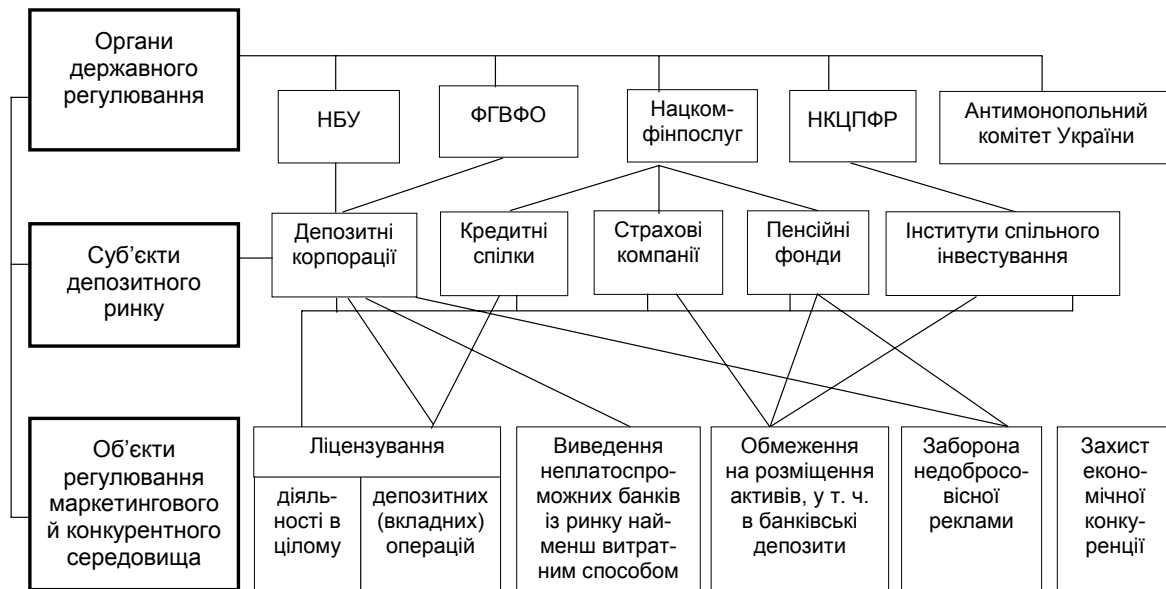 Органи
державного
регулювання
НБУ
ФГВФО
Нацком-
фінпослуг
НКЦПФР
Антимонопольний
комітет України
Суб’єкти
депозитного
ринку
Депозитні
корпорації
Кредитні
спілки
Страхові
компанії
Пенсійні
фонди
Інститути спільного
інвестування
Об’єкти
регулювання
маркетингового
й конкурентного
середовища
Ліцензування
діяль-
ності в
цілому
депозитних
(вкладних)
операцій
Виведення
неплатоспро-
можних банків
із ринку най-
менш витрат-
ним способом
Обмеження
на розміщення
активів, у т. ч.
в банківські
депозити
Заборона
недобросо-
вісної
реклами
Захист
еконо-
мічної
конку-
ренції